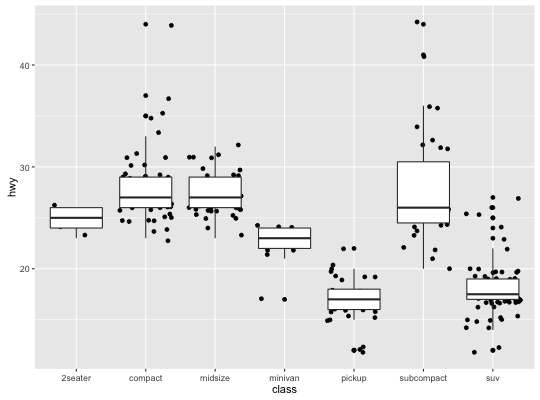 hwy
40
30
20
2seater compact midsize minivan pickup subcompact suv
class